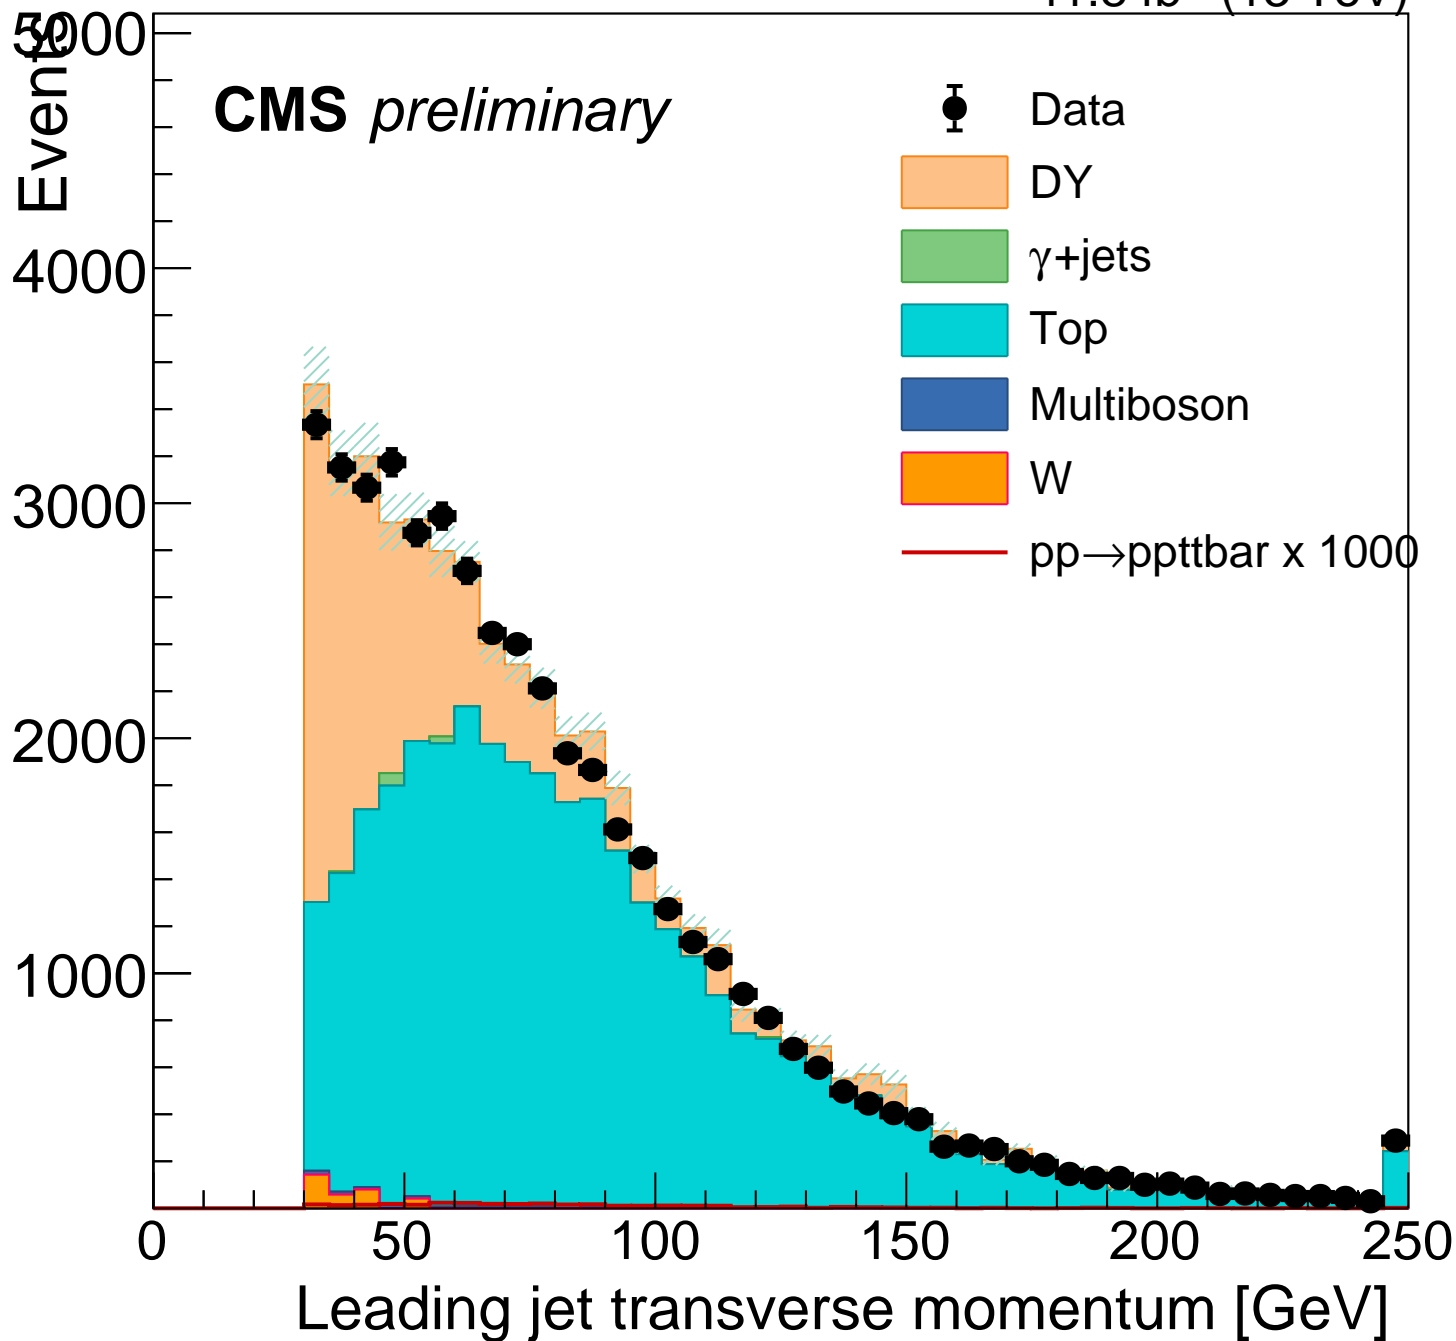 Events
CMS preliminary
Data
DY
γ+jets
Top
Multiboson
W
pp→ppttbar x 1000
5000
4000
3000
2000
1000
0 50 100 150 200 250
Leading jet transverse momentum [GeV]